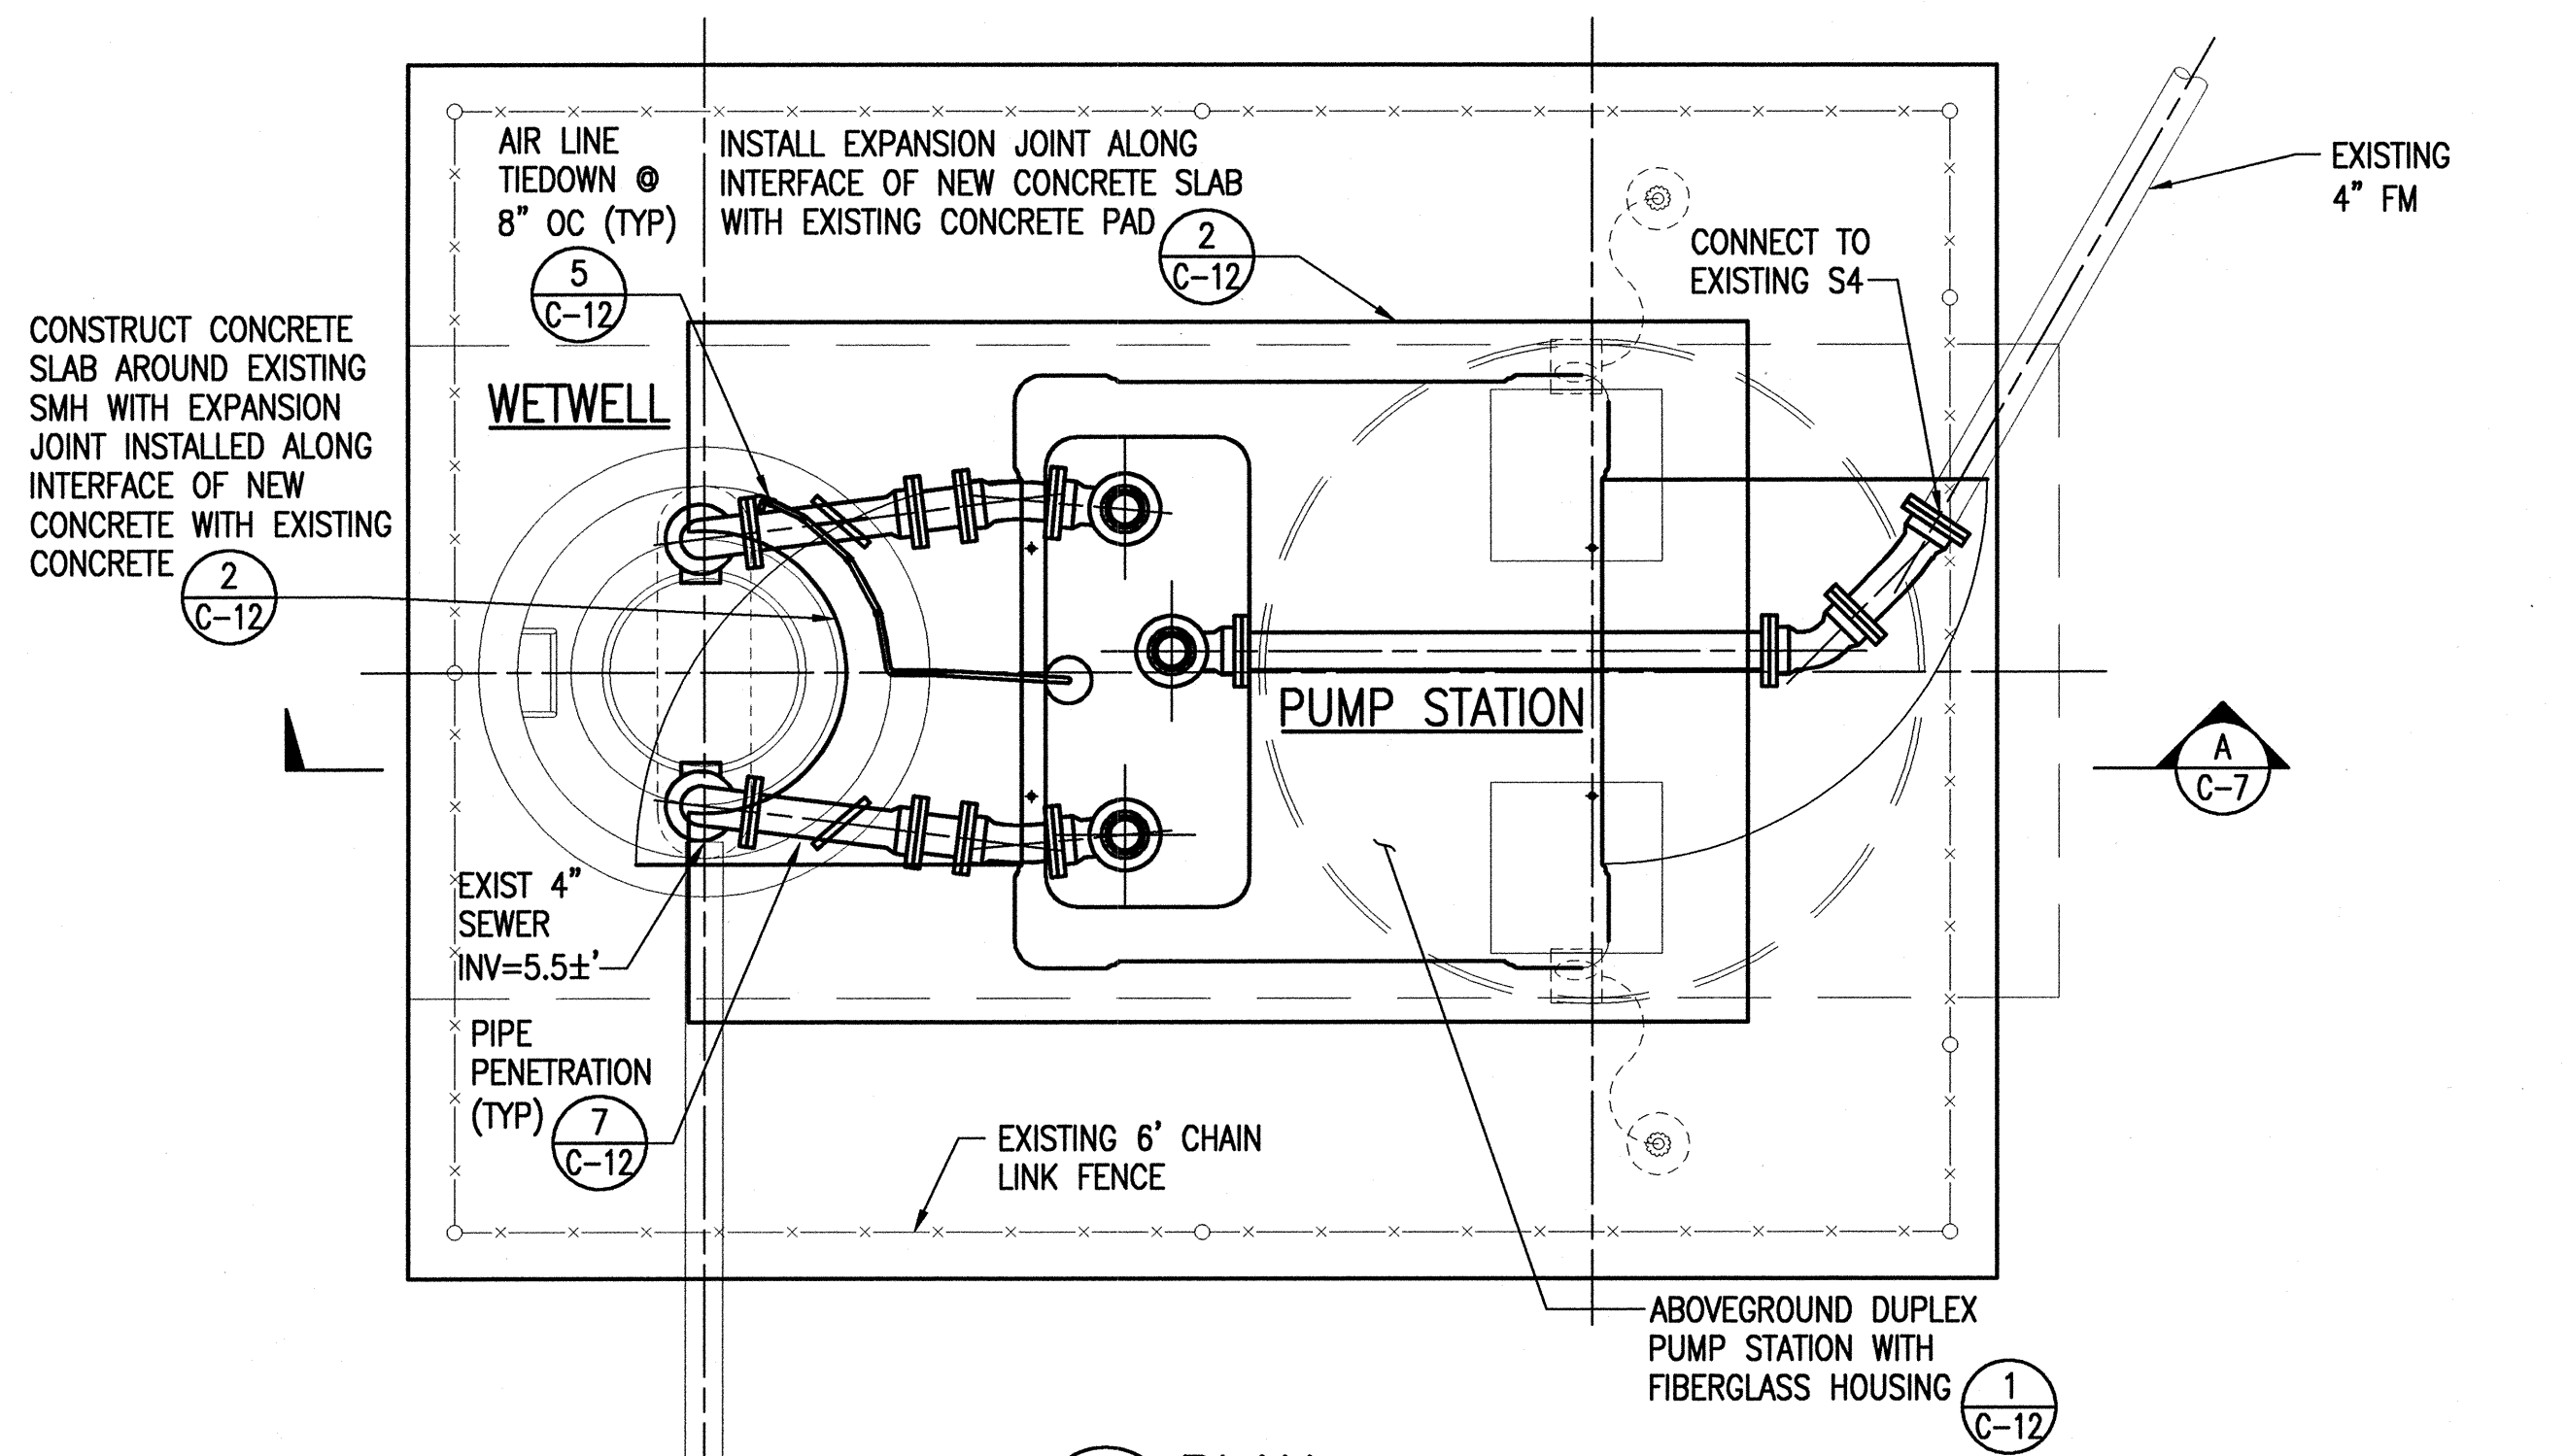 AIR LINE
TIEDOWN @
8" OC (TYP)
5
C-12
INSTALL EXPANSION JOINT ALONG
INTERFACE OF NEW CONCRETE SLAB
WITH EXISTING CONCRETE PAD
2
C-12
EXISTING
4" FM
CONNECT TO
EXISTING S4
CONSTRUCT CONCRETE
SLAB AROUND EXISTING
SMH WITH EXPANSION
JOINT INSTALLED ALONG
INTERFACE OF NEW
CONCRETE WITH EXISTING
CONCRETE
2
C-12
WETWELL
PUMP STATION
A
C-7
EXIST 4"
SEWER
INV=5.5±'
PIPE
PENETRATION
(TYP)
7
C-12
EXISTING 6' CHAIN
LINK FENCE
ABOVEGROUND DUPLEX
PUMP STATION WITH
FIBERGLASS HOUSING
1
C-12